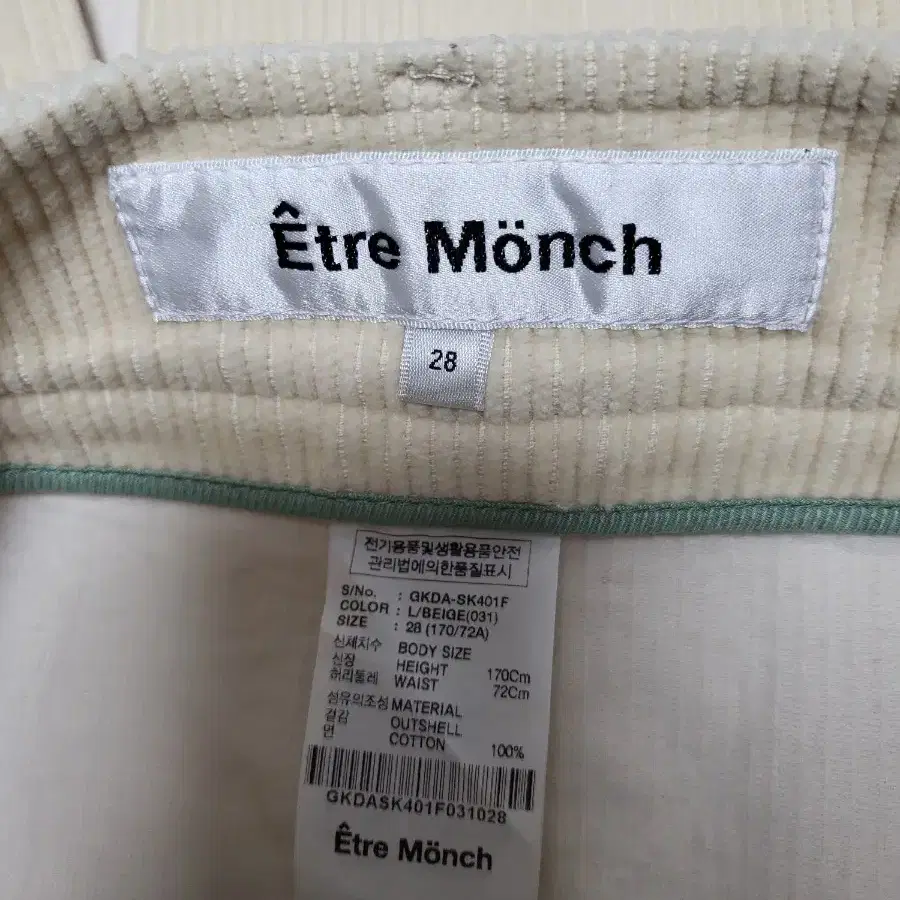 Être Mönch
28
전기용품및생활용품안전
관리법에의한품질표시
S/No. : GKDA-SK401F
COLOR : L/BEIGE(031)
SIZE : 28 (170/72A)
신체치수 BODY SIZE
신장 HEIGHT 170Cm
허리둘레 WAIST 72Cm
섬유의조성 MATERIAL
겉감 OUTSHELL
면 COTTON 100%
GKDASK401F031028
Être Mönch